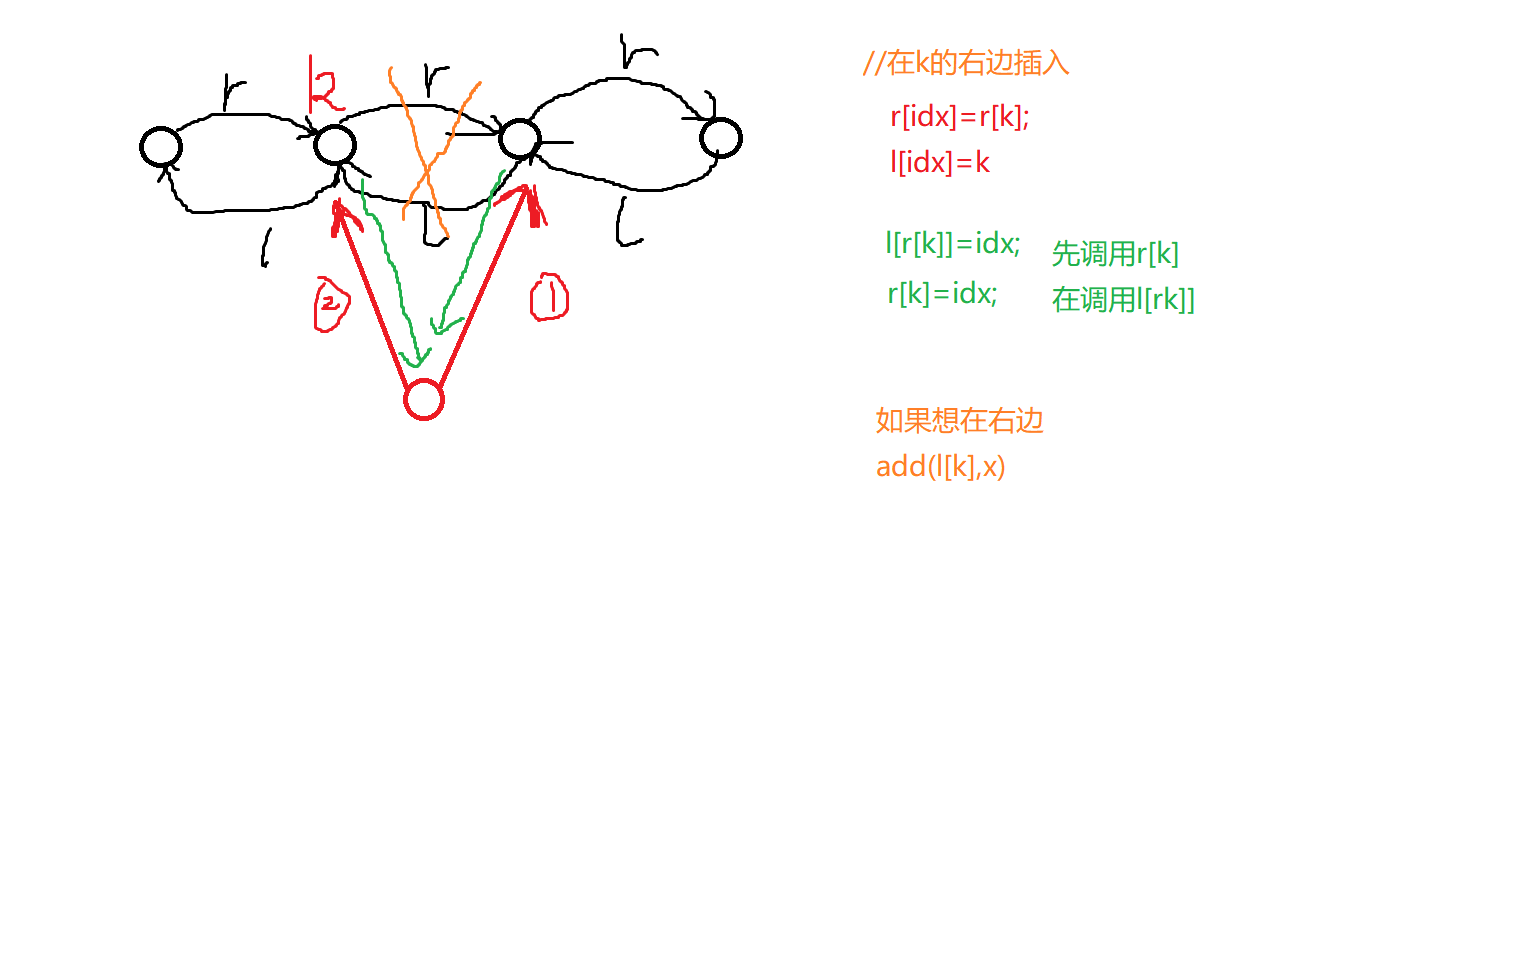 r
k
r
r
l
L
L
②
①
//在k的右边插入
r[idx]=r[k];
l[idx]=k
l[r[k]]=idx; 先调用r[k]
r[k]=idx; 在调用l[rk]]
如果想在右边
add(l[k],x)